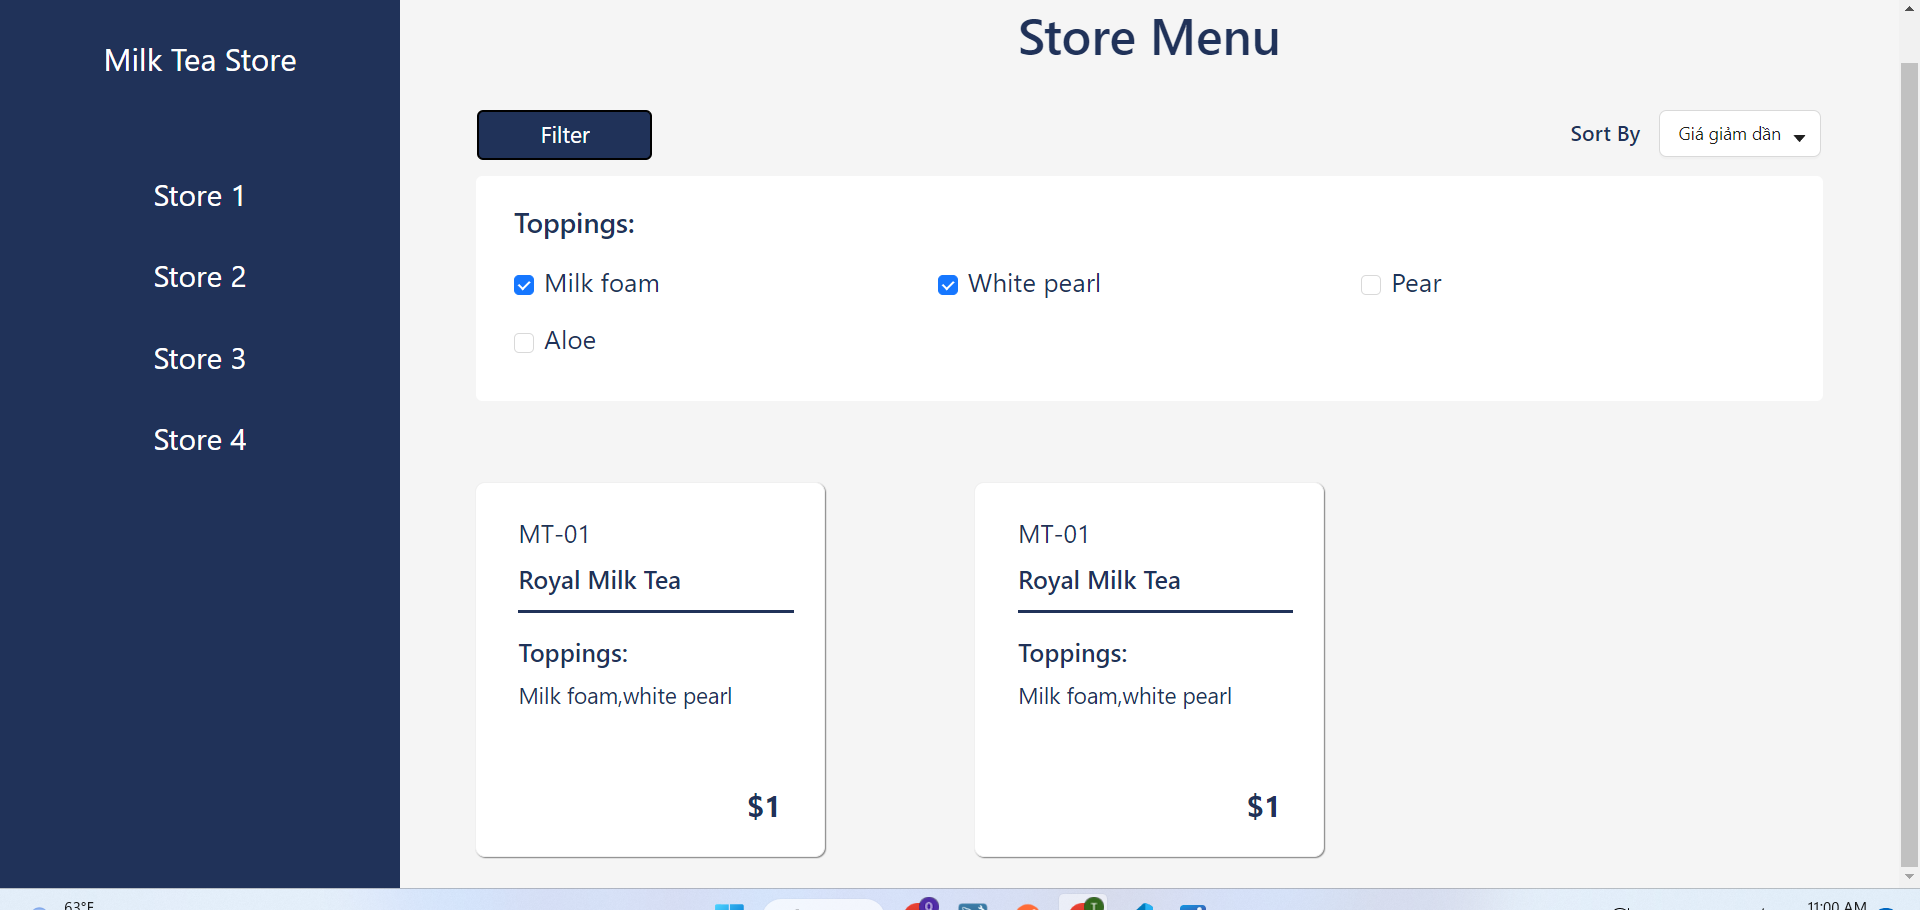 Milk Tea Store
Store 1
Store 2
Store 3
Store 4
Store Menu
Filter
Sort By
Giá giảm dần
Toppings:
Milk foam
White pearl
Pear
Aloe
MT-01
Royal Milk Tea
Toppings:
Milk foam,white pearl
$1
MT-01
Royal Milk Tea
Toppings:
Milk foam,white pearl
$1
63°F
11:00 AM